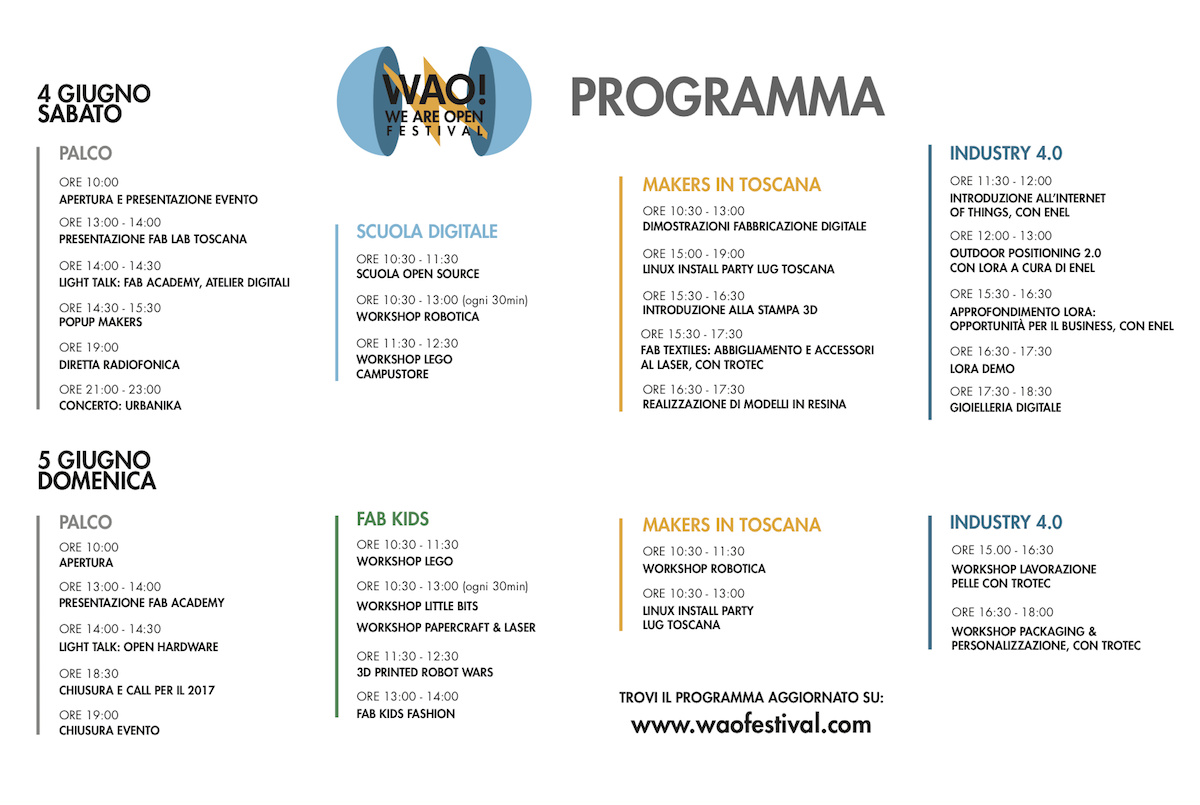 4 GIUGNO
SABATO
WAO!
WE ARE OPEN
FESTIVAL
PROGRAMMA
PALCO
ORE 10:00
APERTURA E PRESENTAZIONE EVENTO
ORE 13:00 - 14:00
PRESENTAZIONE FAB LAB TOSCANA
ORE 14:00 - 14:30
LIGHT TALK: FAB ACADEMY, ATELIER DIGITALI
ORE 14:30 - 15:30
POPUP MAKERS
ORE 19:00
DIRETTA RADIOFONICA
ORE 21:00 - 23:00
CONCERTO: URBANIKA
SCUOLA DIGITALE
ORE 10:30 - 11:30
SCUOLA OPEN SOURCE
ORE 10:30 - 13:00 (ogni 30min)
WORKSHOP ROBOTICA
ORE 11:30 - 12:30
WORKSHOP LEGO
CAMPUSTORE
MAKERS IN TOSCANA
ORE 10:30 - 13:00
DIMOSTRAZIONI FABBRICAZIONE DIGITALE
ORE 15:00 - 19:00
LINUX INSTALL PARTY LUG TOSCANA
ORE 15:30 - 16:30
INTRODUZIONE ALLA STAMPA 3D
ORE 15:30 - 17:30
FAB TEXTILES: ABBIGLIAMENTO E ACCESSORI
AL LASER, CON TROTEC
ORE 16:30 - 17:30
REALIZZAZIONE DI MODELLI IN RESINA
INDUSTRY 4.0
ORE 11:30 - 12:00
INTRODUZIONE ALL'INTERNET
OF THINGS, CON ENEL
ORE 12:00 - 13:00
OUTDOOR POSITIONING 2.0
CON LORA A CURA DI ENEL
ORE 15:30 - 16:30
APPROFONDIMENTO LORA:
OPPORTUNITÀ PER IL BUSINESS, CON ENEL
ORE 16:30 - 17:30
LORA DEMO
ORE 17:30 - 18:30
GIOIELLERIA DIGITALE
5 GIUGNO
DOMENICA
PALCO
ORE 10:00
APERTURA
ORE 13:00 - 14:00
PRESENTAZIONE FAB ACADEMY
ORE 14:00 - 14:30
LIGHT TALK: OPEN HARDWARE
ORE 18:30
CHIUSURA E CALL PER IL 2017
ORE 19:00
CHIUSURA EVENTO
FAB KIDS
ORE 10:30 - 11:30
WORKSHOP LEGO
ORE 10:30 - 13:00 (ogni 30min)
WORKSHOP LITTLE BITS
WORKSHOP PAPERCRAFT & LASER
ORE 11:30 - 12:30
3D PRINTED ROBOT WARS
ORE 13:00 - 14:00
FAB KIDS FASHION
MAKERS IN TOSCANA
ORE 10:30 - 11:30
WORKSHOP ROBOTICA
ORE 10:30 - 13:00
LINUX INSTALL PARTY
LUG TOSCANA
INDUSTRY 4.0
ORE 15.00 - 16:30
WORKSHOP LAVORAZIONE
PELLE CON TROTEC
ORE 16:30 - 18:00
WORKSHOP PACKAGING &
PERSONALIZZAZIONE, CON TROTEC
TROVI IL PROGRAMMA AGGIORNATO SU:
www.waofestival.com